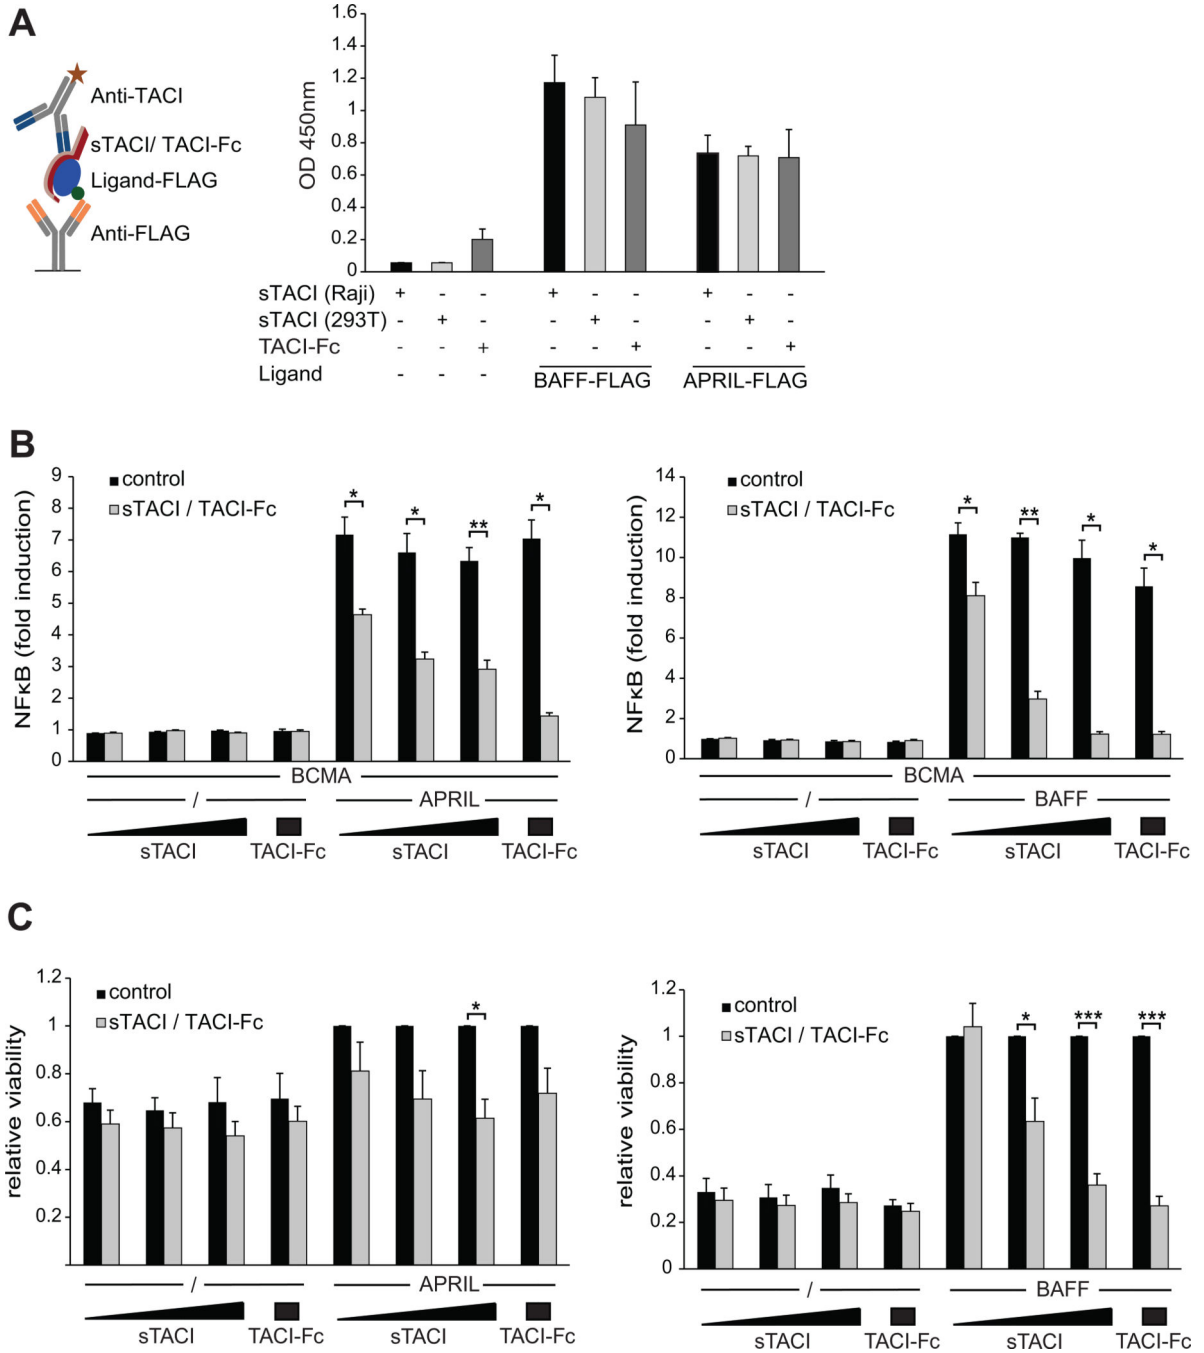 A
Anti-TACI
sTACI/ TACI-Fc
Ligand-FLAG
Anti-FLAG
OD 450nm
1.6
1.4
1.2
1
0.8
0.6
0.4
0.2
0
sTACI (Raji) + - - + - - + - -
sTACI (293T) - + - - + - - + -
TACI-Fc - - + - - + - - +
Ligand - - - BAFF-FLAG APRIL-FLAG
B
NFκB (fold induction)
9
8
7
6
5
4
3
2
1
0
control
sTACI / TACI-Fc
* * ** *
BCMA
/ APRIL
sTACI TACI-Fc sTACI TACI-Fc
NFκB (fold induction)
14
12
10
8
6
4
2
0
control
sTACI / TACI-Fc
* ** * *
BCMA
/ BAFF
sTACI TACI-Fc sTACI TACI-Fc
C
relative viability
1.2
1
0.8
0.6
0.4
0.2
control
sTACI / TACI-Fc
*
/ APRIL
sTACI TACI-Fc sTACI TACI-Fc
relative viability
1.2
1
0.8
0.6
0.4
0.2
0
control
sTACI / TACI-Fc
* *** ***
/ BAFF
sTACI TACI-Fc sTACI TACI-Fc